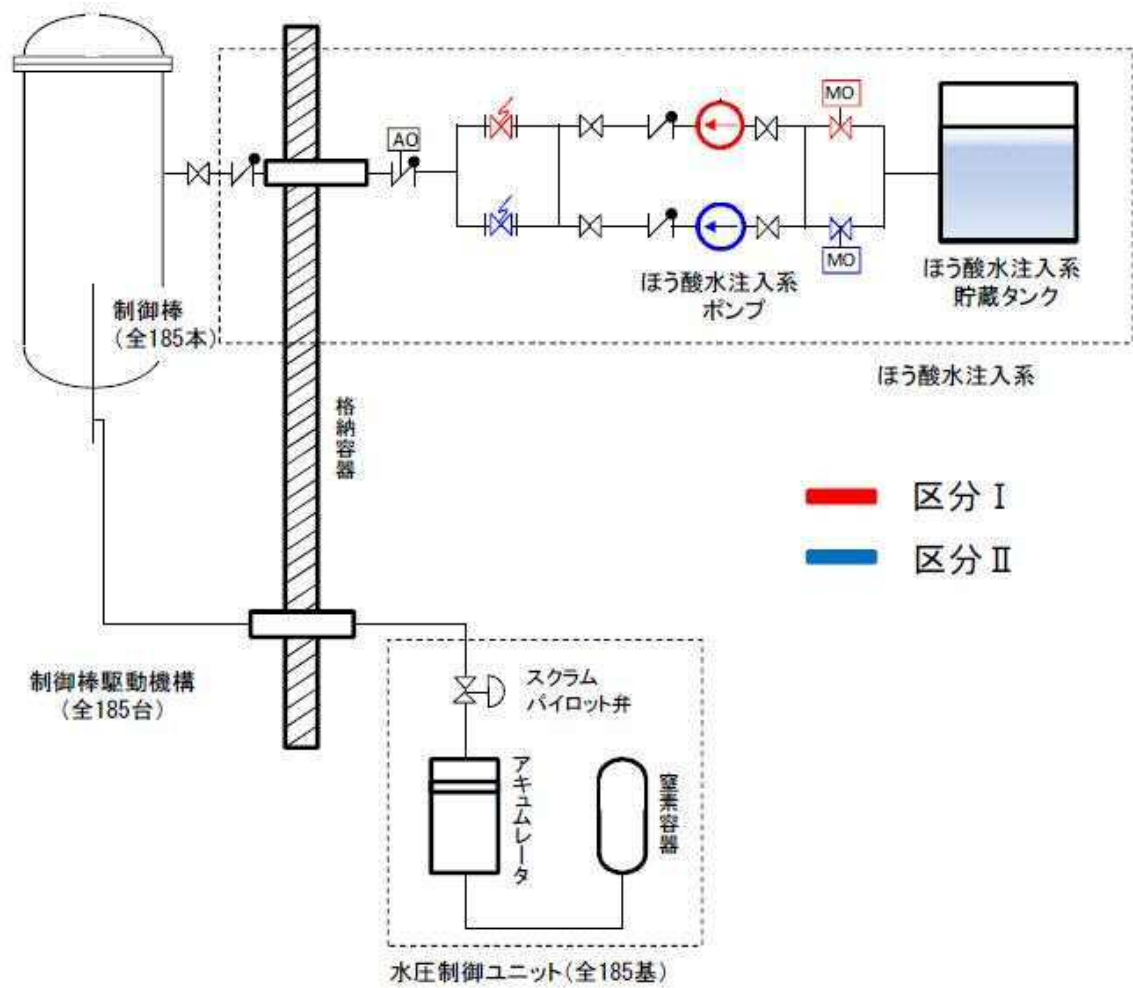 MO
AO
MO
ほう酸水注入系
ポンプ
ほう酸水注入系
貯蔵タンク
制御棒
(全185本)
ほう酸水注入系
格納容器
区分Ⅰ
区分Ⅱ
制御棒駆動機構
(全185台)
スクラム
パイロット弁
アキュムレータ
窒素容器
水圧制御ユニット(全185基)